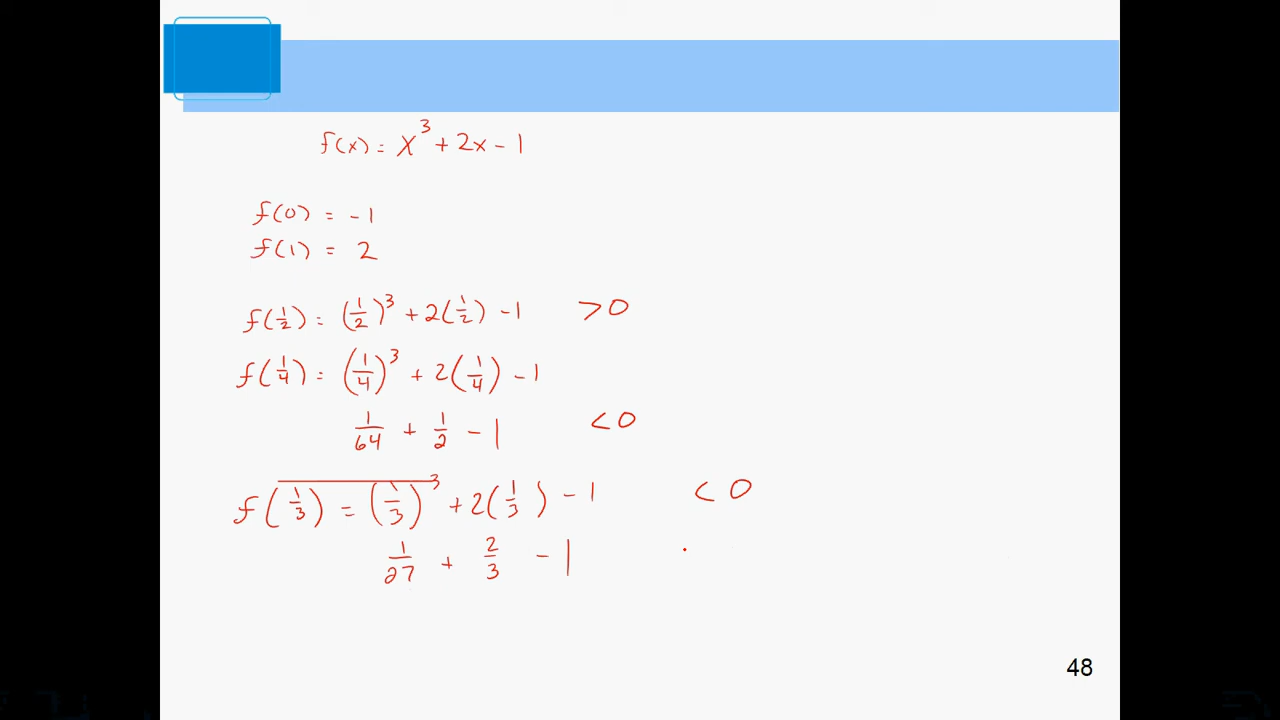 f(x) = x³ + 2x - 1
f(0) = -1
f(1) = 2
f(1/2) = (1/2)³ + 2(1/2) - 1 >0
f(1/4) = (1/4)³ + 2(1/4) - 1
1/64 + 1/2 - 1 <0
f(1/3) = (1/3)³ + 2(1/3) - 1 <0
1/27 + 2/3 - 1
48